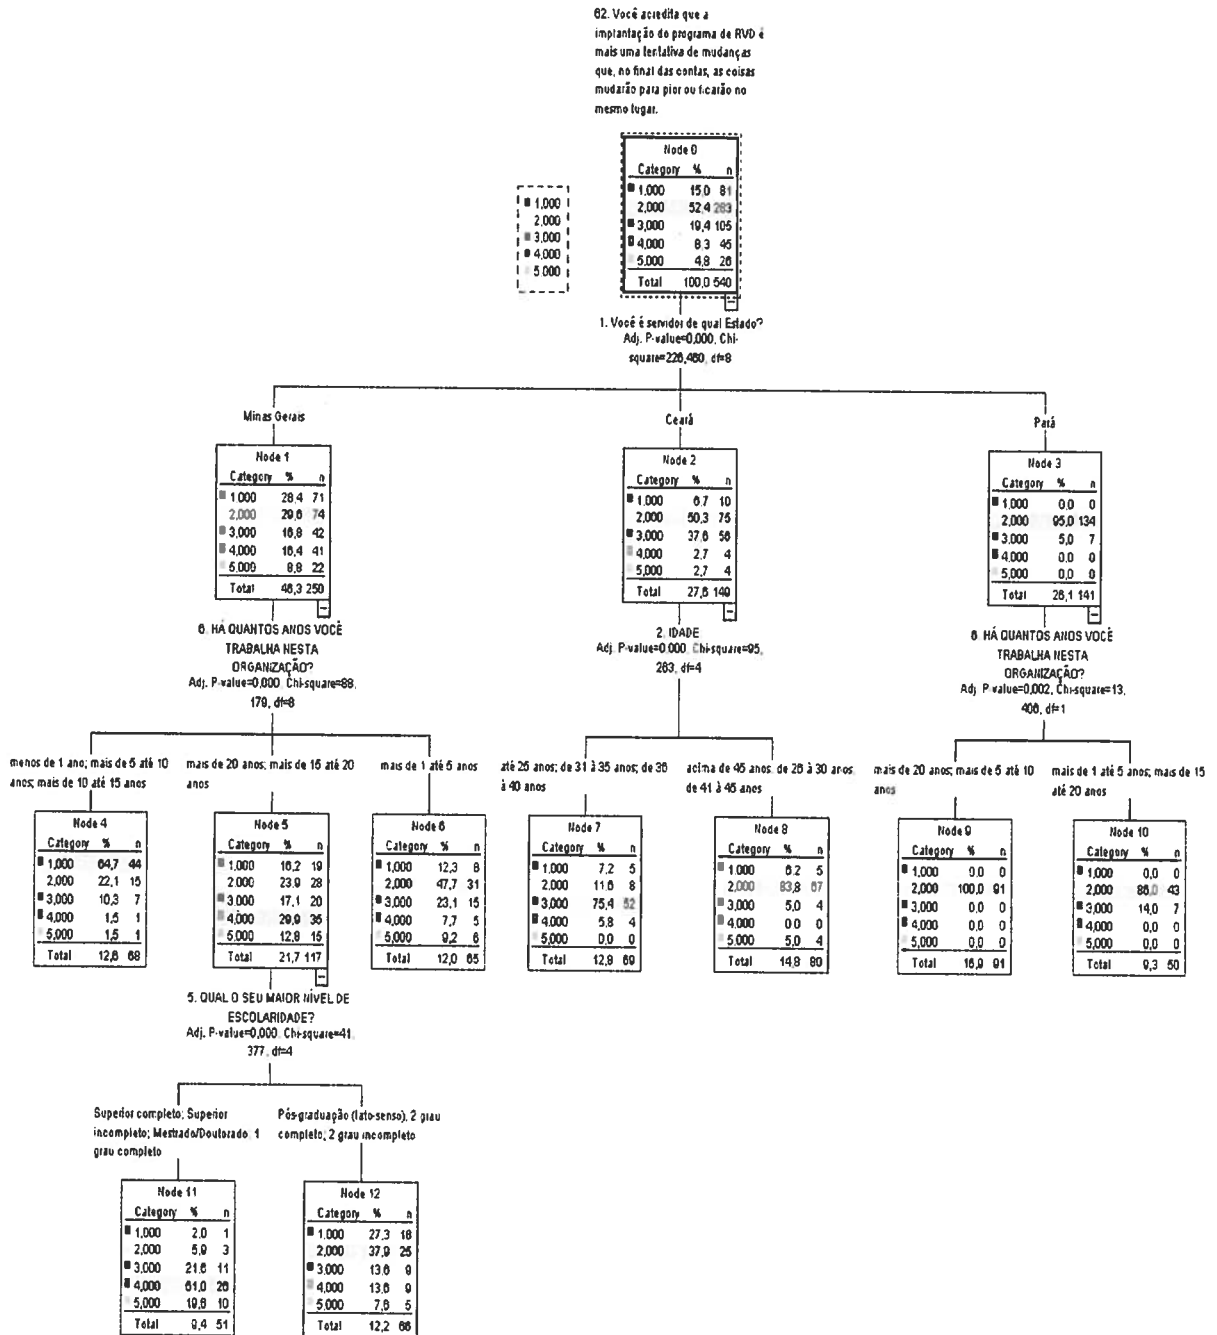 62. Você acredita que a
implantação do programa de RVD é
mais uma tentativa de mudanças
que, no final das contas, as coisas
mudarão para pior ou ficarão no
mesmo lugar.
Node 0
Category % n
1,000 15,0 81
2,000 52,4 283
3,000 19,4 105
4,000 8,3 45
5,000 4,8 26
Total 100,0 540
1,000
2,000
3,000
4,000
5,000
1. Você é servidor de qual Estado?
Adj. P-value=0,000, Chi-
square=226,460, df=8
Minas Gerais
Node 1
Category % n
1,000 28,4 71
2,000 29,6 74
3,000 16,8 42
4,000 16,4 41
5,000 8,8 22
Total 46,3 250
6. HÁ QUANTOS ANOS VOCÊ
TRABALHA NESTA
ORGANIZAÇÃO?
Adj. P-value=0,000, Chi-square=88,
179, df=8
Ceará
Node 2
Category % n
1,000 6,7 10
2,000 50,3 75
3,000 37,6 56
4,000 2,7 4
5,000 2,7 4
Total 27,6 149
2. IDADE
Adj. P-value=0,000, Chi-square=95,
263, df=4
Pará
Node 3
Category % n
1,000 0,0 0
2,000 95,0 134
3,000 5,0 7
4,000 0,0 0
5,000 0,0 0
Total 26,1 141
6. HÁ QUANTOS ANOS VOCÊ
TRABALHA NESTA
ORGANIZAÇÃO?
Adj. P-value=0,002, Chi-square=13,
406, df=1
menos de 1 ano; mais de 5 até 10
anos; mais de 10 até 15 anos
Node 4
Category % n
1,000 64,7 44
2,000 22,1 15
3,000 10,3 7
4,000 1,5 1
5,000 1,5 1
Total 12,6 68
mais de 20 anos; mais de 15 até 20
anos
Node 5
Category % n
1,000 16,2 19
2,000 23,9 28
3,000 17,1 20
4,000 29,9 35
5,000 12,8 15
Total 21,7 117
5. QUAL O SEU MAIOR NÍVEL DE
ESCOLARIDADE?
Adj. P-value=0,000, Chi-square=41,
377, df=4
mais de 1 até 5 anos
Node 6
Category % n
1,000 12,3 8
2,000 47,7 31
3,000 23,1 15
4,000 7,7 5
5,000 9,2 6
Total 12,0 65
até 25 anos; de 31 à 35 anos; de 36
à 40 anos
Node 7
Category % n
1,000 7,2 5
2,000 11,6 8
3,000 75,4 52
4,000 5,8 4
5,000 0,0 0
Total 12,8 69
acima de 45 anos; de 26 à 30 anos;
de 41 à 45 anos
Node 8
Category % n
1,000 6,2 5
2,000 83,8 67
3,000 5,0 4
4,000 0,0 0
5,000 5,0 4
Total 14,8 80
mais de 20 anos; mais de 5 até 10
anos
Node 9
Category % n
1,000 0,0 0
2,000 100,0 91
3,000 0,0 0
4,000 0,0 0
5,000 0,0 0
Total 16,9 91
mais de 1 até 5 anos; mais de 15
até 20 anos
Node 10
Category % n
1,000 0,0 0
2,000 86,0 43
3,000 14,0 7
4,000 0,0 0
5,000 0,0 0
Total 9,3 50
Superior completo; Superior
incompleto; Mestrado/Doutorado; 1
grau completo
Node 11
Category % n
1,000 2,0 1
2,000 5,9 3
3,000 21,6 11
4,000 51,0 26
5,000 19,6 10
Total 9,4 51
Pós-graduação (lato-senso); 2 grau
completo; 2 grau incompleto
Node 12
Category % n
1,000 27,3 18
2,000 37,9 25
3,000 13,6 9
4,000 13,6 9
5,000 7,6 5
Total 12,2 66